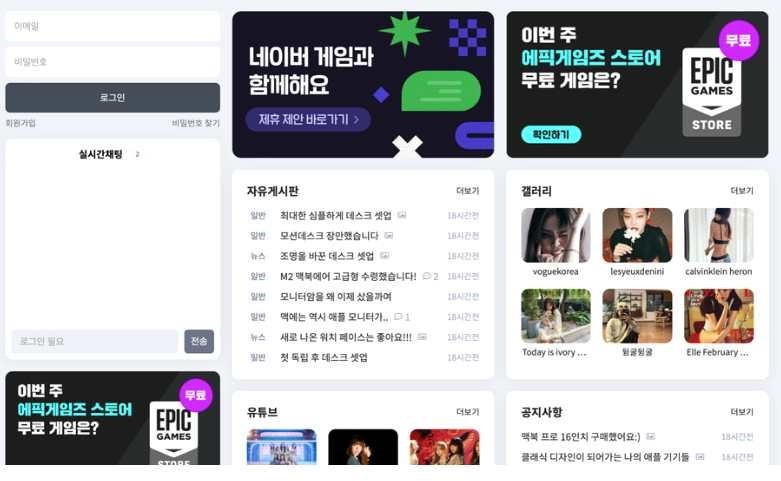 이메일
비밀번호
로그인
회원가입
비밀번호 찾기
실시간채팅 2
로그인 필요
전송
이번 주
에픽게임즈 스토어
무료 게임은?
무료
EPIC
GAMES
STORE
네이버 게임과
함께해요
제휴 제안 바로가기 >
이번 주
에픽게임즈 스토어
무료 게임은?
확인하기
무료
EPIC
GAMES
STORE
자유게시판 더보기
일반 최대한 심플하게 데스크 셋업 18시간전
일반 모션데스크 장만했습니다 18시간전
뉴스 조명을 바꾼 데스크 셋업 18시간전
일반 M2 맥북에어 고급형 수령했습니다! 2 18시간전
일반 모니터암을 왜 이제 샀을까여 18시간전
일반 맥에는 역시 애플 모니터가.. 1 18시간전
뉴스 새로 나온 워치 페이스는 좋아요!!! 18시간전
일반 첫 독립 후 데스크 셋업 18시간전
갤러리 더보기
voguekorea
lesyeuxdenini
calvinklein heron
Today is ivory ...
뒹굴뒹굴
Elle February ...
유튜브 더보기
공지사항 더보기
맥북 프로 16인치 구매했어요:) 18시간전
클래식 디자인이 되어가는 나의 애플 기기들 18시간전